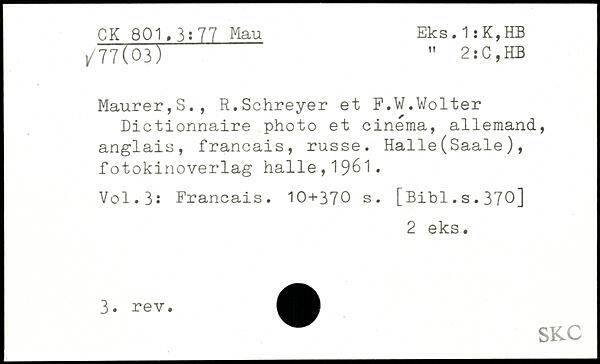 CK 801.3:77 Mau
Eks.1:K,HB
√77(03)
" 2:C,HB
Maurer,S., R.Schreyer et F.W.Wolter
Dictionnaire photo et cinéma, allemand,
anglais, francais, russe. Halle(Saale),
fotokinoverlag halle,1961.
Vol.3: Francais. 10+370 s. [Bibl.s.370]
2 eks.
3. rev.
SKC